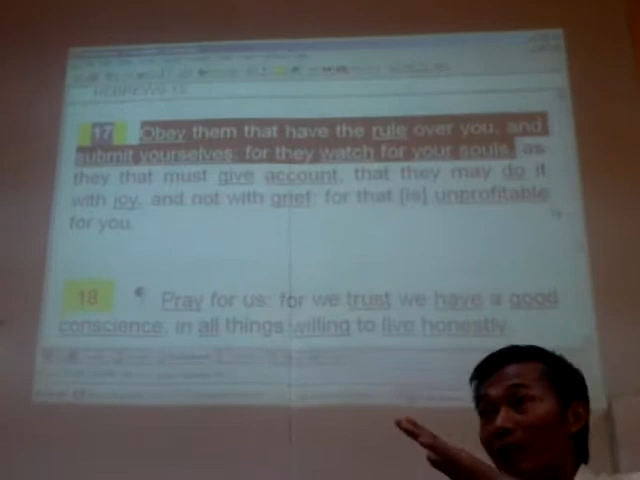 HEBREWS 13
17 Obey them that have the rule over you, and
submit yourselves: for they watch for your souls, as
they that must give account, that they may do it
with joy, and not with grief: for that [is] unprofitable
for you.
18 ¶ Pray for us: for we trust we have a good
conscience, in all things willing to live honestly.